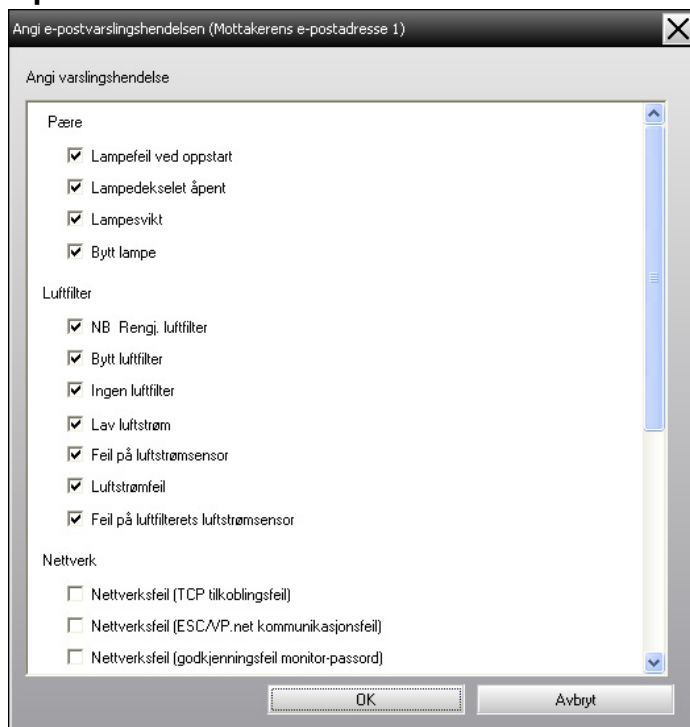 Angi e-postvarslingshendelsen (Mottakerens e-postadresse 1)
Angi varslingshendelse
Pære
Lampefeil ved oppstart
Lampedekselet åpent
Lampesvikt
Bytt lampe
Luftfilter
NB Rengj. luftfilter
Bytt luftfilter
Ingen luftfilter
Lav luftstrøm
Feil på luftstrømsensor
Luftstrømfeil
Feil på luftfilterets luftstrømsensor
Nettverk
Nettverksfeil (TCP tilkoblingsfeil)
Nettverksfeil (ESC/VP.net kommunikasjonsfeil)
Nettverksfeil (godkjenningsfeil monitor-passord)
OK
Avbryt